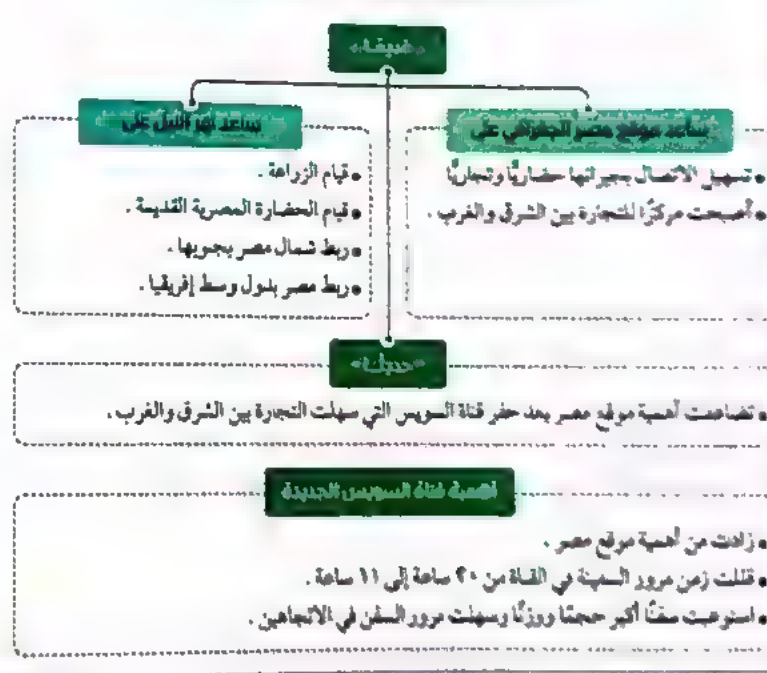 «قديمًا»
ساعد موقع مصر الجغرافي على
• تسهيل الاتصال بجيرانها حضاريًّا وتجاريًّا
• أصبحت مركزًا للتجارة بين الشرق والغرب .
ساعد نهر النيل على
• قيام الزراعة .
• قيام الحضارة المصرية القديمة .
• ربط شمال مصر بجنوبها .
• ربط مصر بدول وسط إفريقيا .
«حديثًا»
• تضاعفت أهمية موقع مصر بعد حفر قناة السويس التي سهلت التجارة بين الشرق والغرب .
أهمية قناة السويس الجديدة
• زادت من أهمية موقع مصر .
• قللت زمن مرور السفينة في القناة من ٢٠ ساعة إلى ١١ ساعة .
• استوعبت سفنًا أكبر حجمًا ووزنًا وسهلت مرور السفن في الاتجاهين .